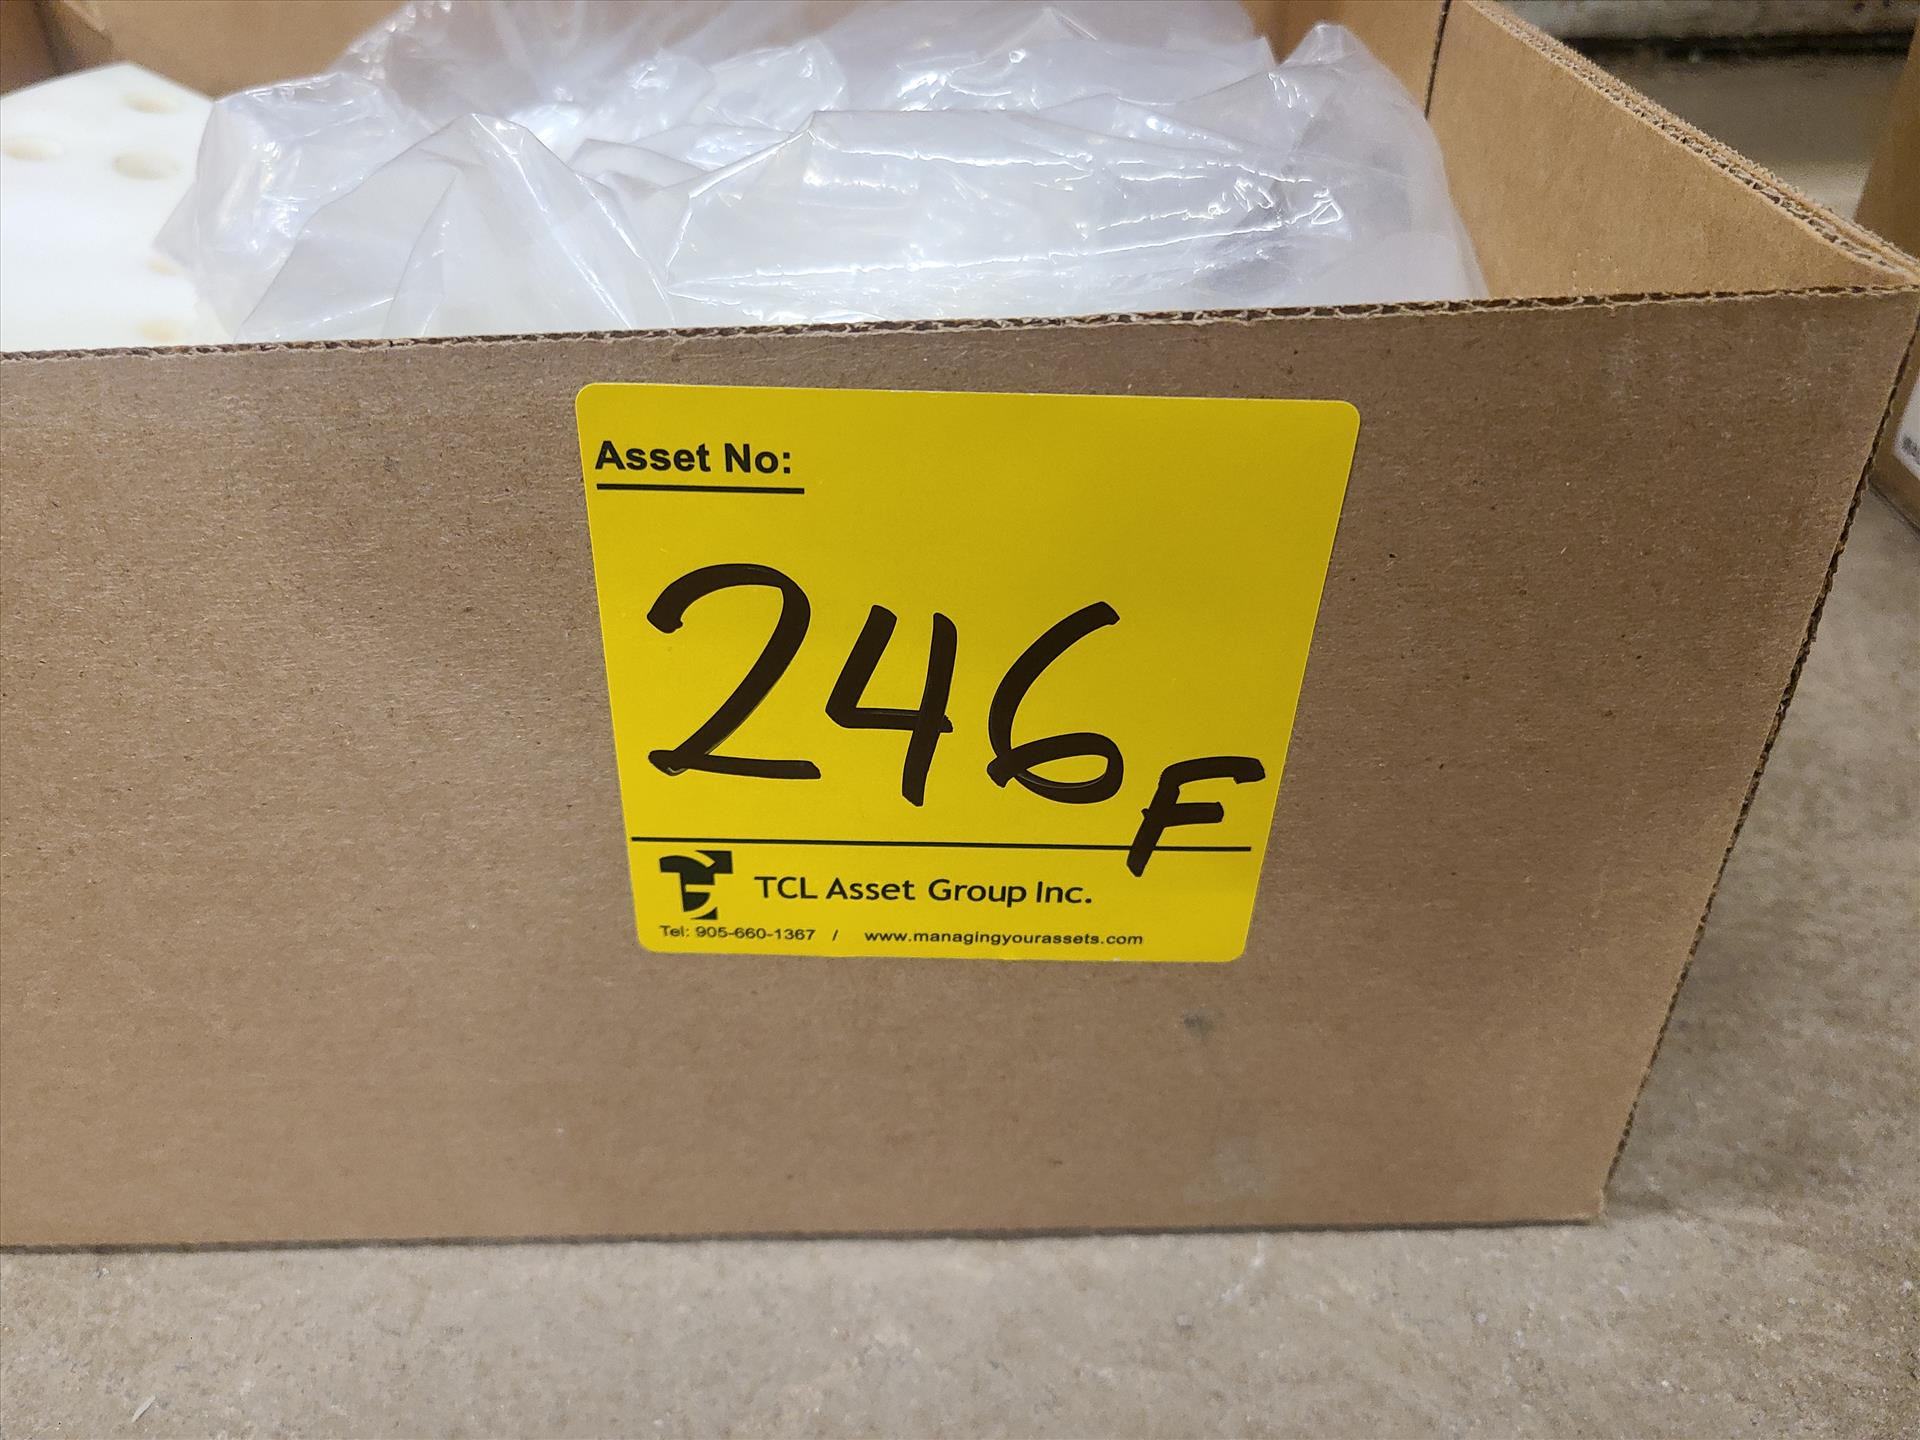 Asset No:
246F
TCL Asset Group Inc.
Tel: 905-660-1367 / www.managingyourassets.com